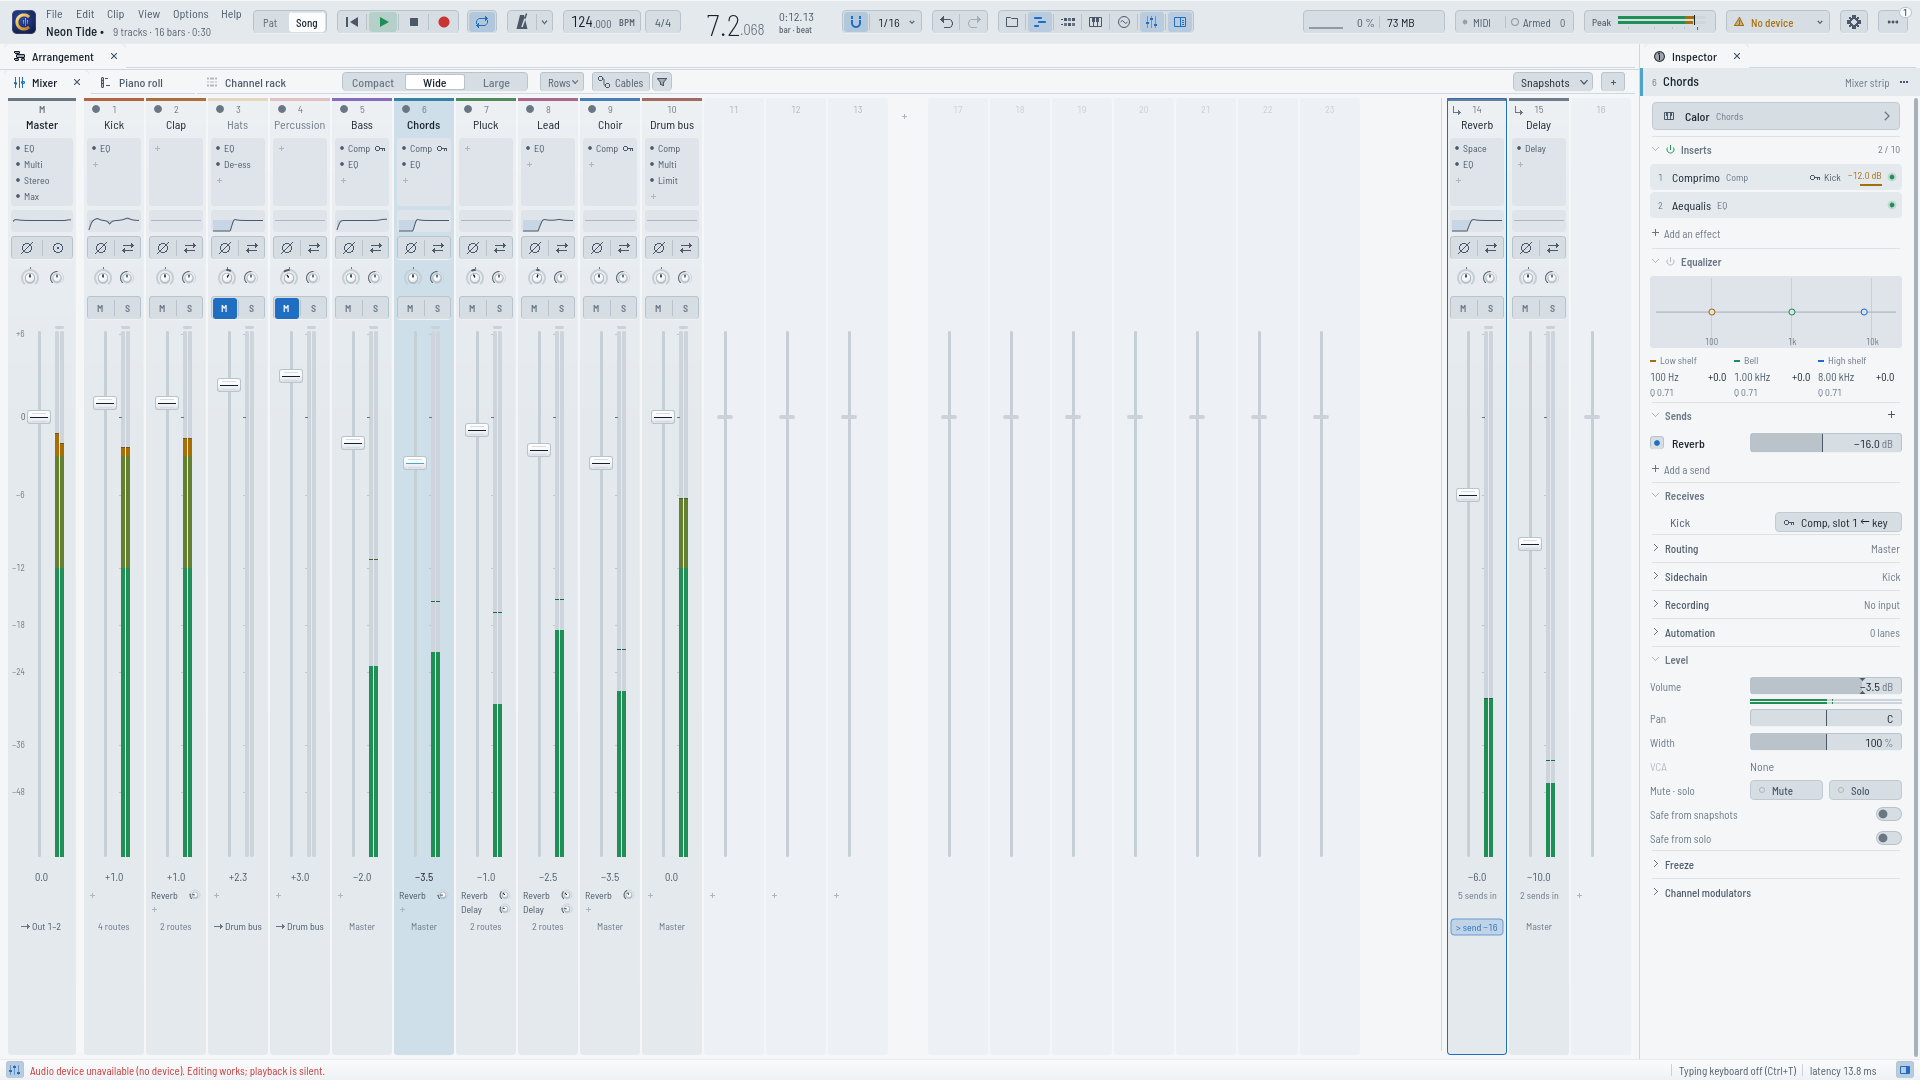 File Edit Clip View Options Help
Neon Tide • 9 tracks · 16 bars · 0:30
Pat Song
124.000 BPM 4/4
7.2.068
0:12.13
bar · beat
1/16
0 % 73 MB
MIDI Armed 0
Peak
No device
1
Arrangement
Mixer Piano roll Channel rack
Compact Wide Large
Rows Cables
Snapshots +
M 1 2 3 4 5 6 7 8 9 10 11 12 13 + 17 18 19 20 21 22 23 14 15 16
Master Kick Clap Hats Percussion Bass Chords Pluck Lead Choir Drum bus Reverb Delay
EQ EQ + EQ + Comp Comp + EQ Comp Comp Space Delay
Multi + De-ess EQ EQ + + Multi EQ +
Stereo + + + Limit +
Max +
M S M S M S M S M S M S M S M S M S M S M S M S
+6
0
−6
−12
−18
−24
−36
−48
0.0 +1.0 +1.0 +2.3 +3.0 −2.0 −3.5 −1.0 −2.5 −3.5 0.0 −6.0 −10.0
+ Reverb + + + Reverb Reverb Reverb Reverb + + + + 5 sends in 2 sends in +
+ + Delay Delay +
Out 1–2 4 routes 2 routes Drum bus Drum bus Master Master 2 routes 2 routes Master Master > send −16 Master
Inspector
6 Chords Mixer strip
Calor Chords
Inserts 2 / 10
1 Comprimo Comp Kick −12.0 dB
2 Aequalis EQ
+ Add an effect
Equalizer
100 1k 10k
Low shelf Bell High shelf
100 Hz +0.0 1.00 kHz +0.0 8.00 kHz +0.0
Q 0.71 Q 0.71 Q 0.71
Sends +
Reverb −16.0 dB
+ Add a send
Receives
Kick Comp, slot 1 ← key
Routing Master
Sidechain Kick
Recording No input
Automation 0 lanes
Level
Volume −3.5 dB
Pan C
Width 100 %
VCA None
Mute · solo Mute Solo
Safe from snapshots
Safe from solo
Freeze
Channel modulators
Audio device unavailable (no device). Editing works; playback is silent.
Typing keyboard off (Ctrl+T) latency 13.8 ms